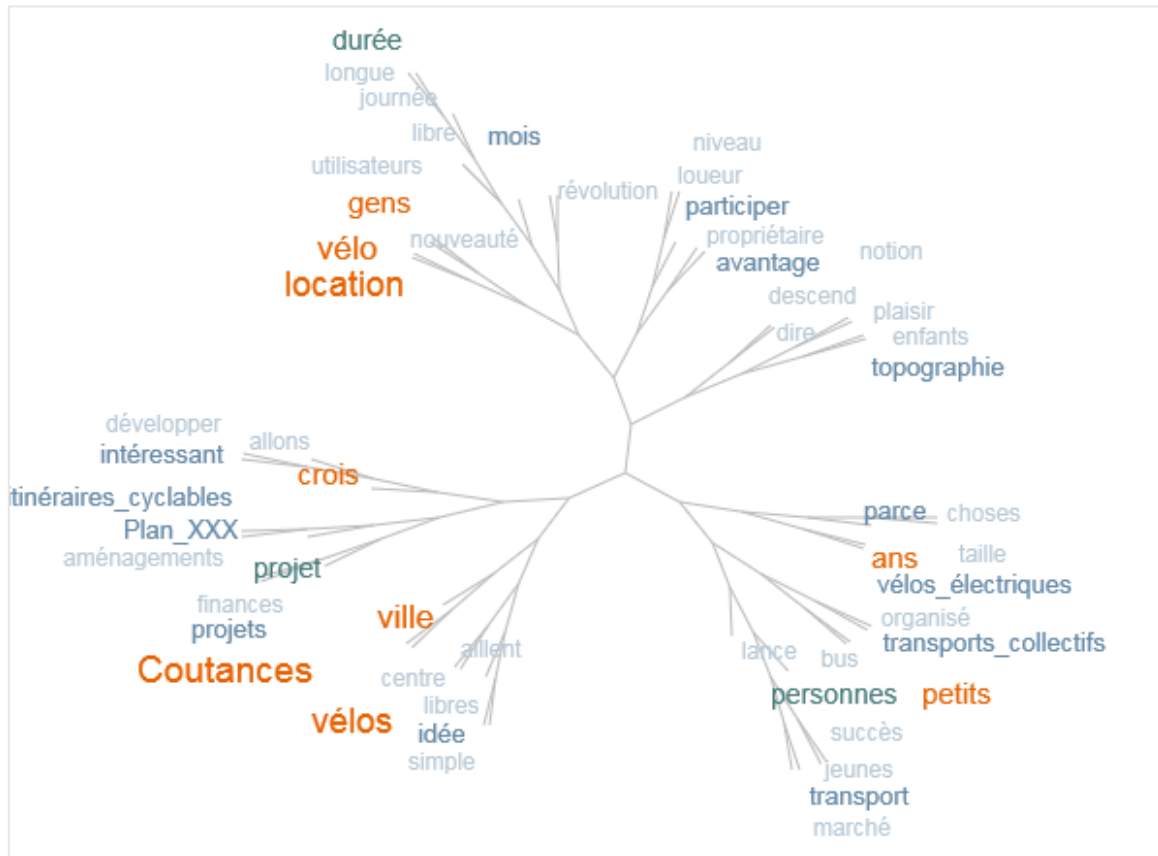 durée
longue
journée
libre
mois
niveau
utilisateurs
révolution
loueur
gens
participer
vélo
nouveauté
propriétaire
notion
location
avantage
descend
dire
plaisir
enfants
topographie
développer
intéressant
allons
crois
itinéraires_cyclables
Plan_XXX
aménagements
projet
finances
projets
ville
Coutances
aillent
centre
libres
vélos
idée
simple
parce
choses
ans
taille
vélos_électriques
organisé
transports_collectifs
lance
bus
personnes
petits
succès
jeunes
transport
marché